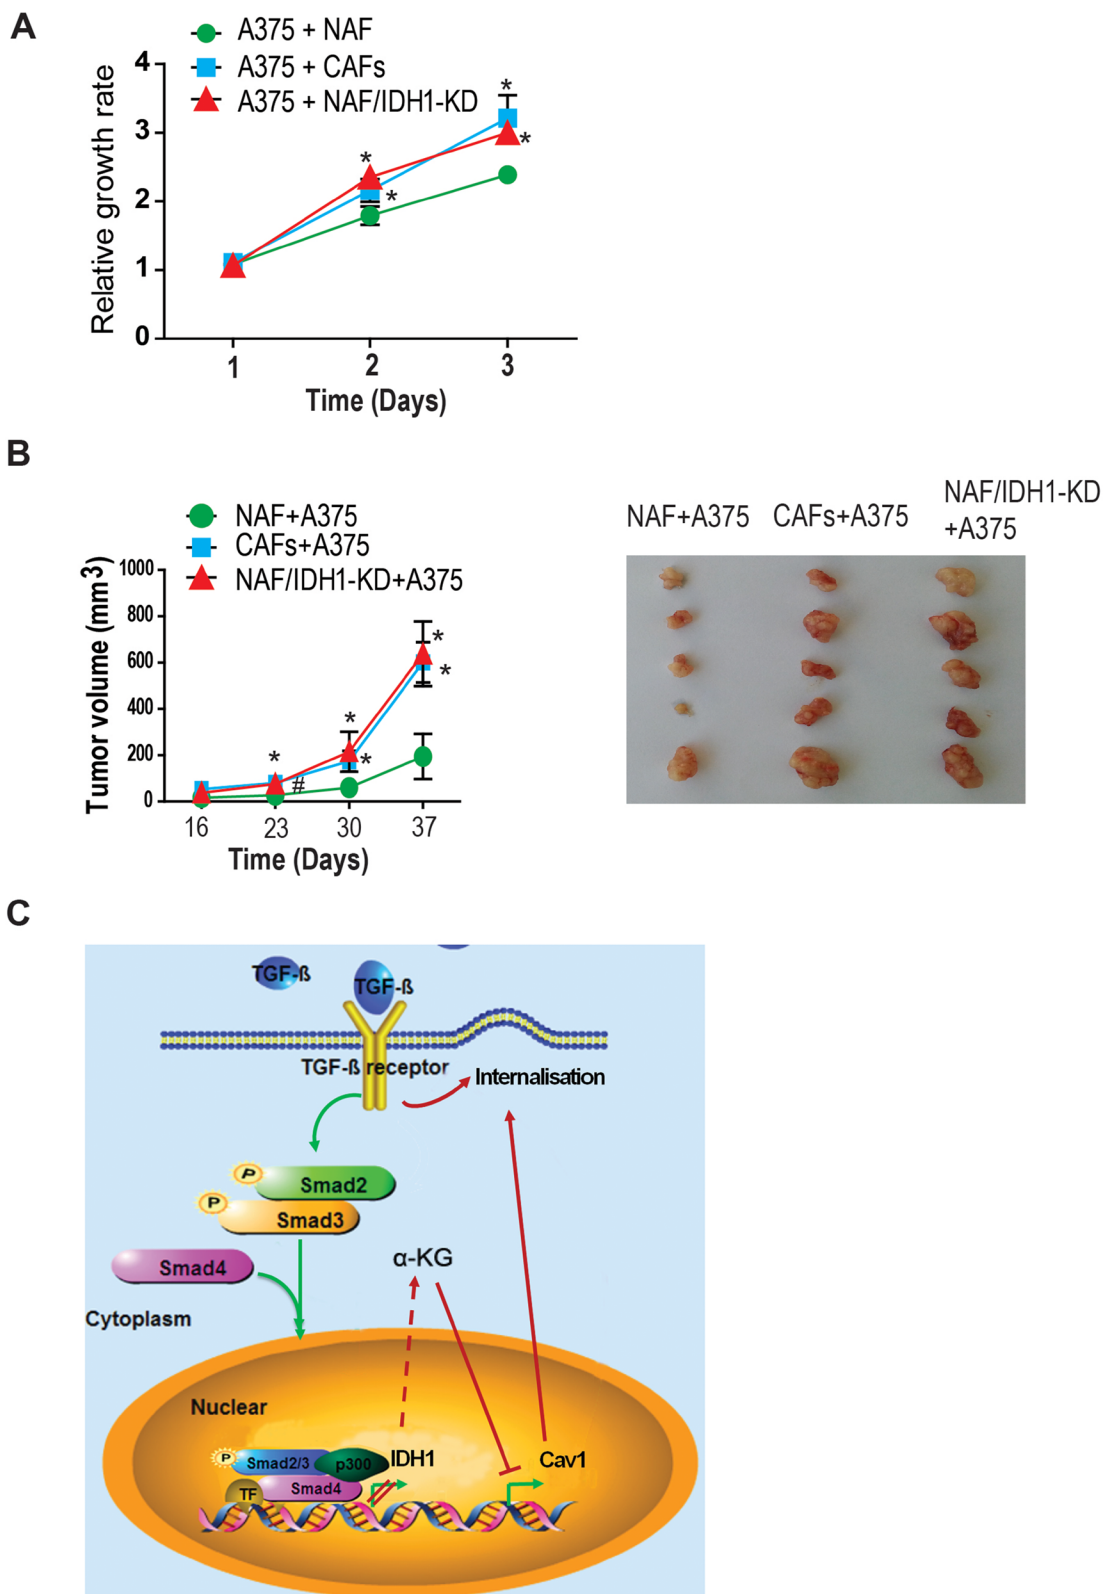 A
A375 + NAF
A375 + CAFs
A375 + NAF/IDH1-KD
Relative growth rate
4
3
2
1
0
*
*
*
*
1
2
3
Time (Days)
B
NAF+A375
CAFs+A375
NAF/IDH1-KD+A375
Tumor volume (mm3)
1000
800
600
400
200
0
*
#
*
*
*
*
16
23
30
37
Time (Days)
NAF+A375
CAFs+A375
NAF/IDH1-KD
+A375
C
TGF-ß
TGF-ß
TGF-ß receptor
Internalisation
P
Smad2
P
Smad3
Smad4
α-KG
Cytoplasm
Nuclear
P
Smad2/3
p300
IDH1
Cav1
TF
Smad4